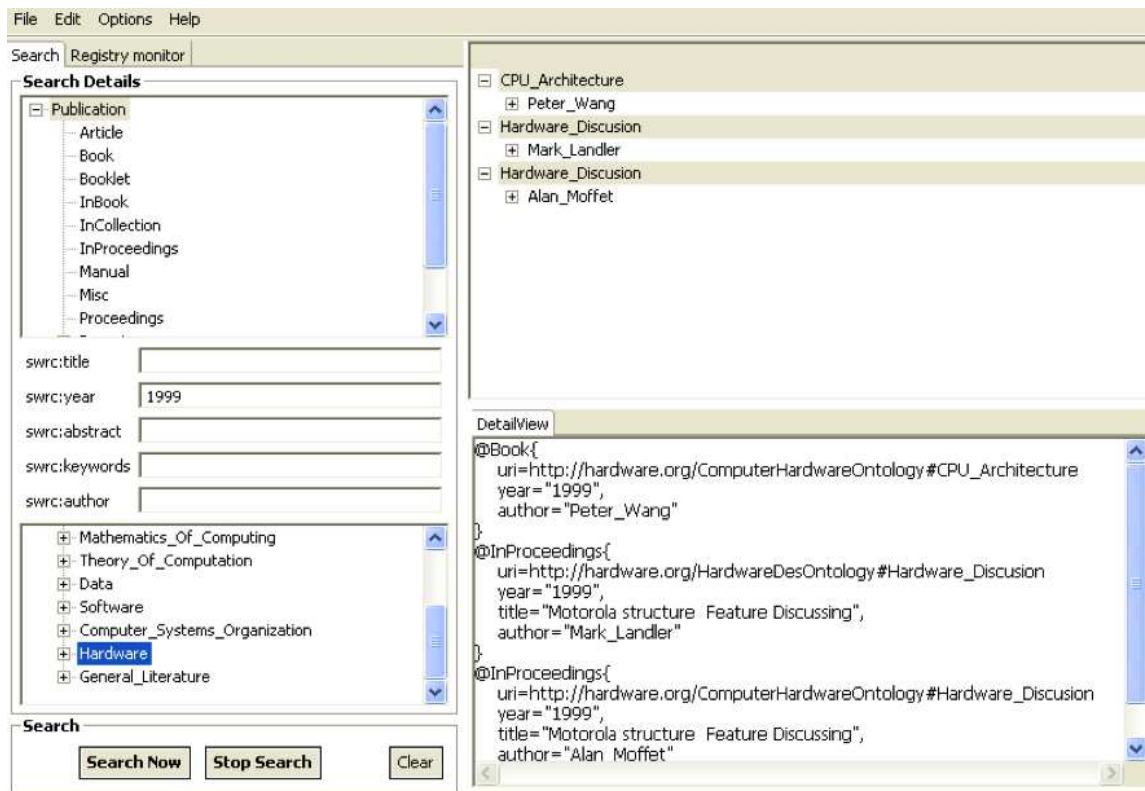 File Edit Options Help
Search Registry monitor
Search Details
Publication
Article
Book
Booklet
InBook
InCollection
InProceedings
Manual
Misc
Proceedings
swrc:title
swrc:year 1999
swrc:abstract
swrc:keywords
swrc:author
Mathematics_Of_Computing
Theory_Of_Computation
Data
Software
Computer_Systems_Organization
Hardware
General_Literature
Search
Search Now Stop Search Clear
CPU_Architecture
Peter_Wang
Hardware_Discusion
Mark_Landler
Hardware_Discusion
Alan_Moffet
DetailView
@Book{
uri=http://hardware.org/ComputerHardwareOntology#CPU_Architecture
year="1999",
author="Peter_Wang"
}
@InProceedings{
uri=http://hardware.org/HardwareDesOntology#Hardware_Discusion
year="1999",
title="Motorola structure Feature Discussing",
author="Mark_Landler"
}
@InProceedings{
uri=http://hardware.org/ComputerHardwareOntology#Hardware_Discusion
year="1999",
title="Motorola structure Feature Discussing",
author="Alan_Moffet"